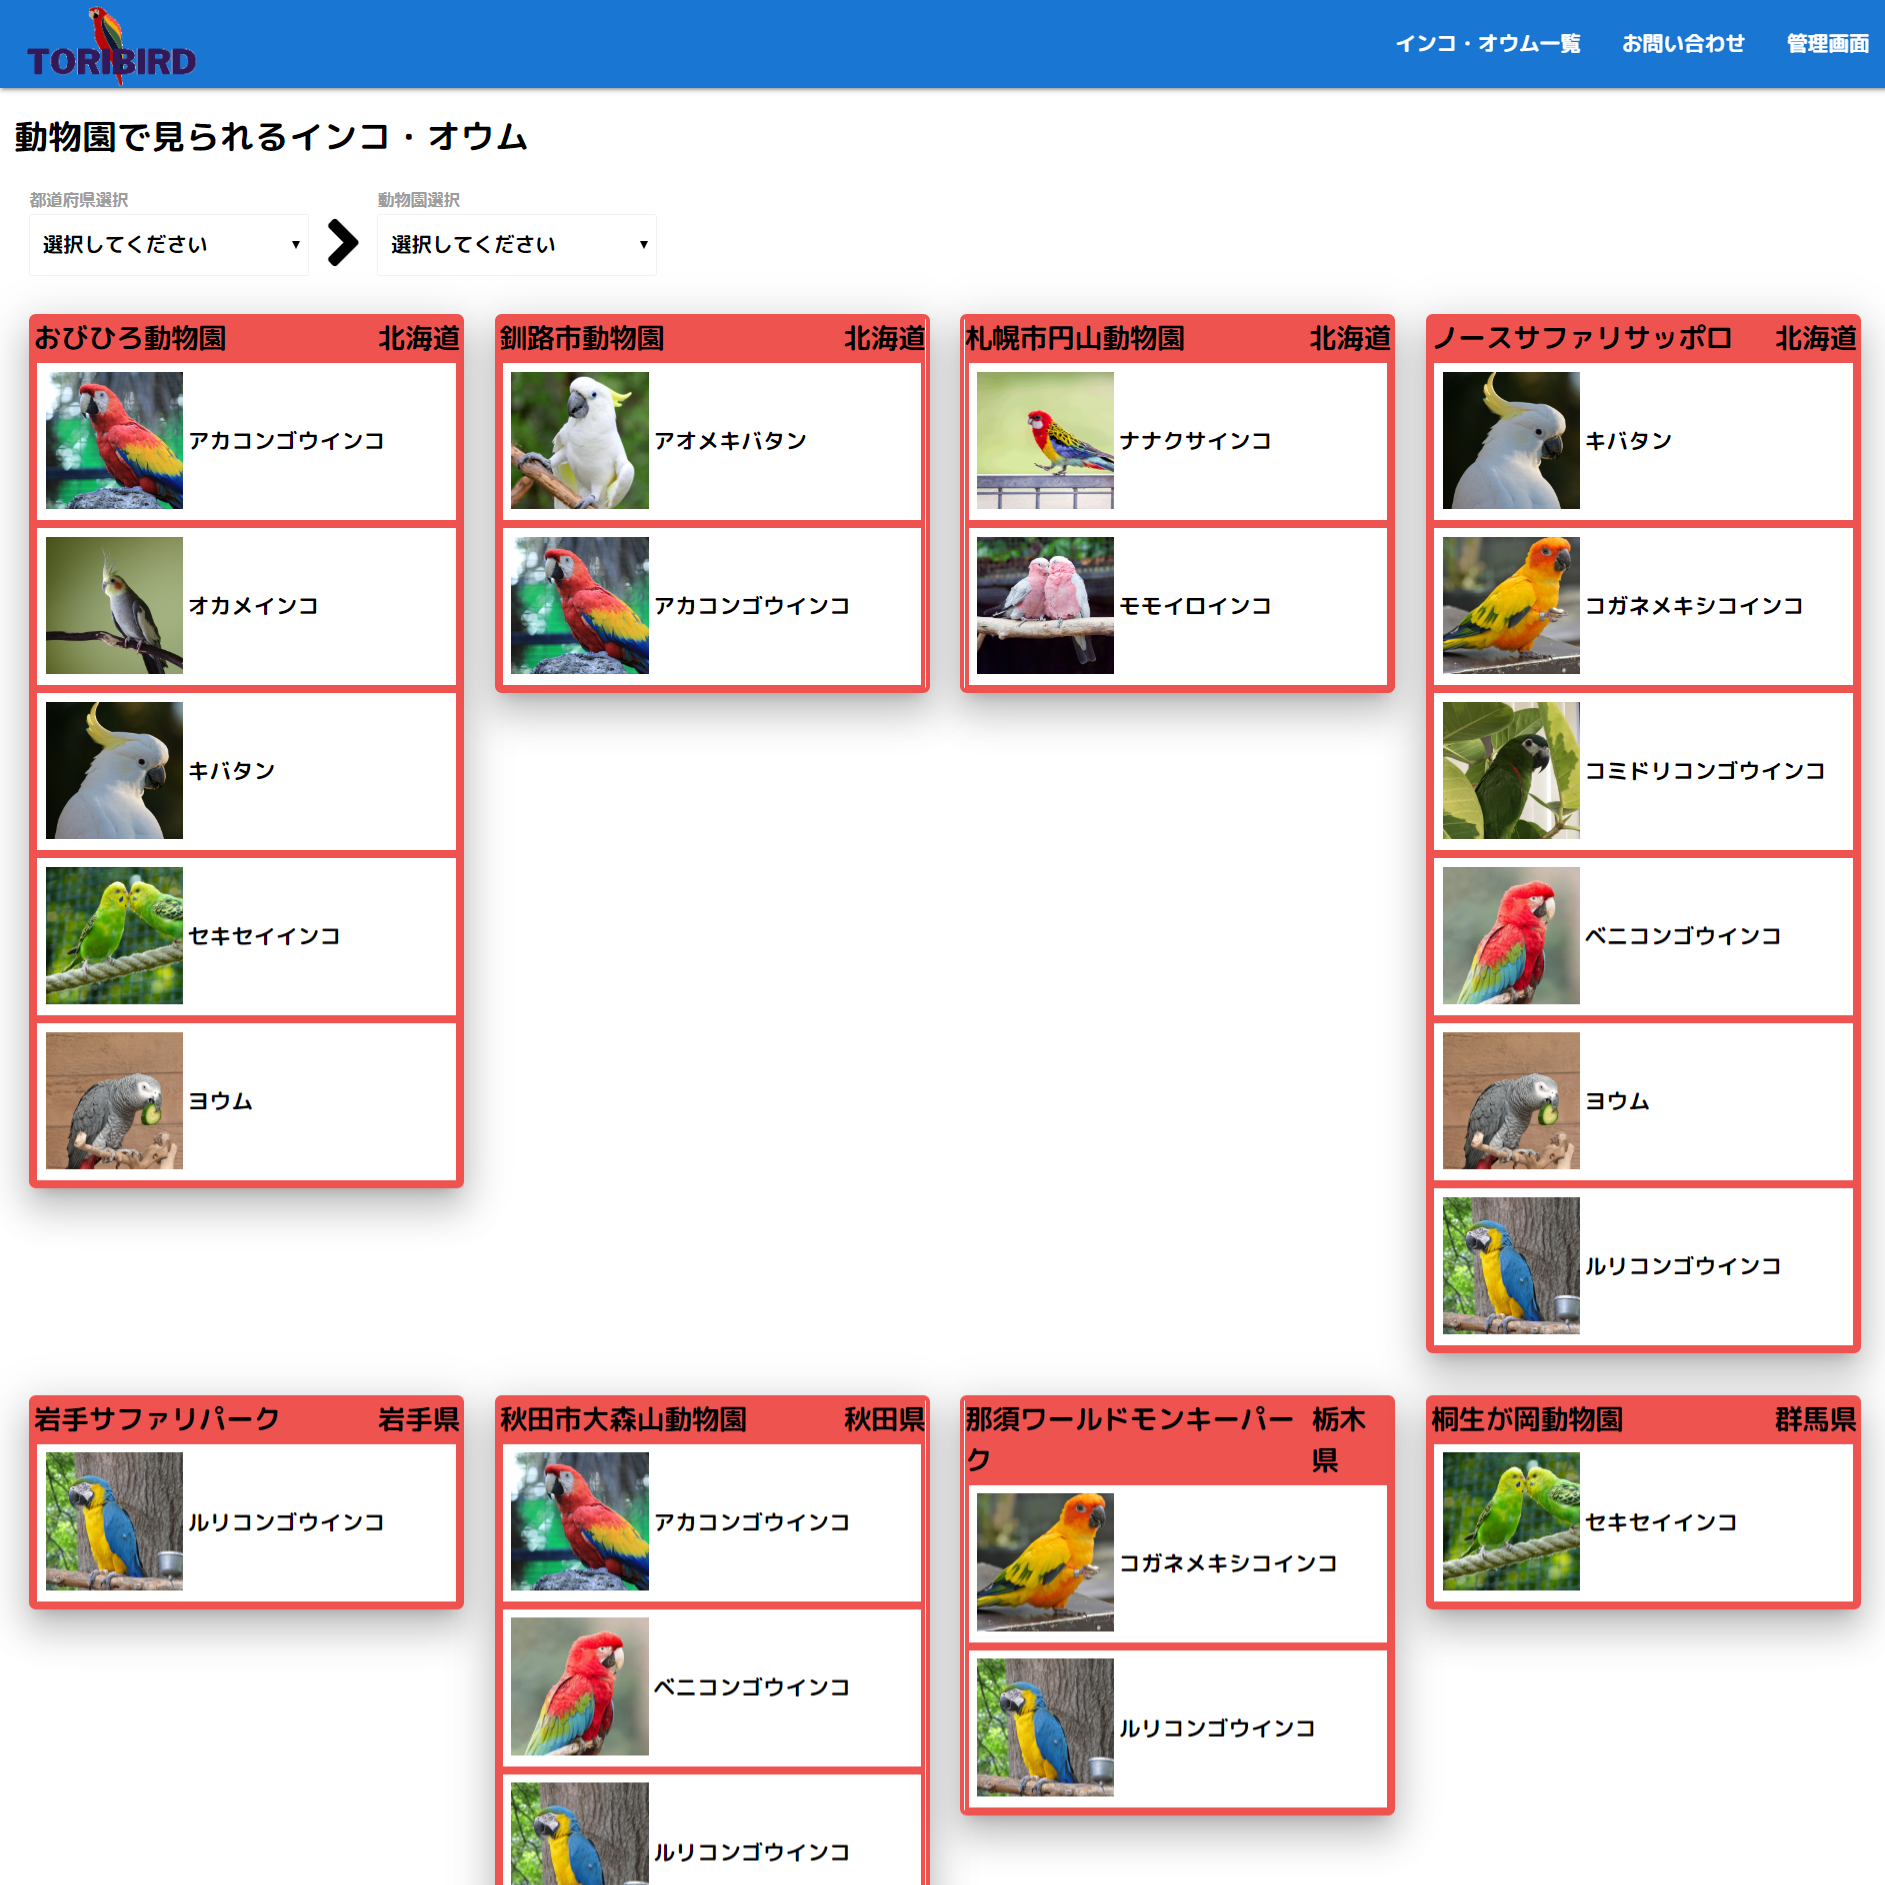 TORIBIRD
インコ・オウム一覧
お問い合わせ
管理画面
動物園で見られるインコ・オウム
都道府県選択
選択してください
動物園選択
選択してください
おびひろ動物園 北海道
アカコンゴウインコ
オカメインコ
キバタン
セキセイインコ
ヨウム
釧路市動物園 北海道
アオメキバタン
アカコンゴウインコ
札幌市円山動物園 北海道
ナナクサインコ
モモイロインコ
ノースサファリサッポロ 北海道
キバタン
コガネメキシコインコ
コミドリコンゴウインコ
ベニコンゴウインコ
ヨウム
ルリコンゴウインコ
岩手サファリパーク 岩手県
ルリコンゴウインコ
秋田市大森山動物園 秋田県
アカコンゴウインコ
ベニコンゴウインコ
ルリコンゴウインコ
那須ワールドモンキーパー
ク
栃木
県
コガネメキシコインコ
ルリコンゴウインコ
桐生が岡動物園 群馬県
セキセイインコ